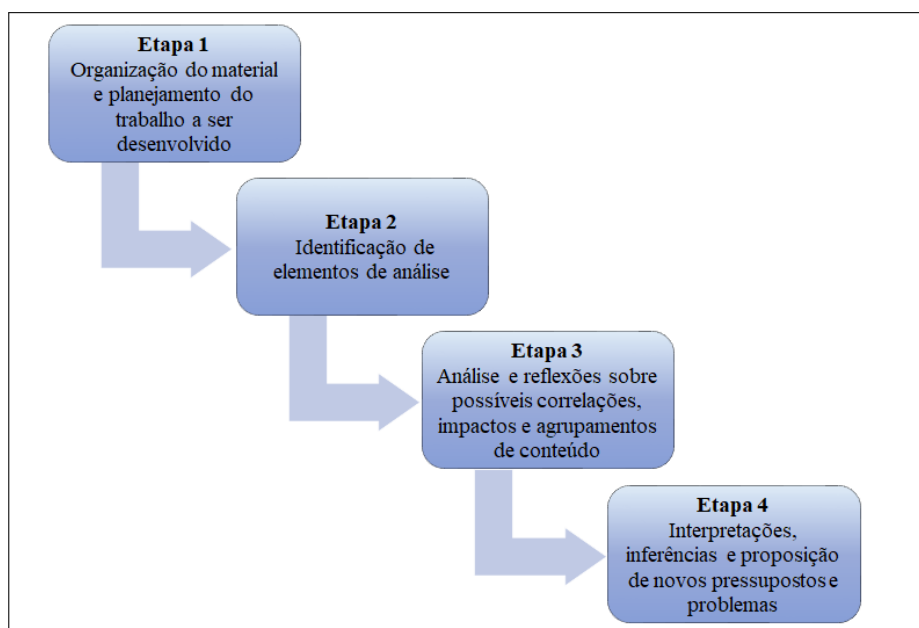 Etapa 1
Organização do material
e planejamento do
trabalho a ser
desenvolvido
Etapa 2
Identificação de
elementos de análise
Etapa 3
Análise e reflexões sobre
possíveis correlações,
impactos e agrupamentos
de conteúdo
Etapa 4
Interpretações,
inferências e proposição
de novos pressupostos e
problemas